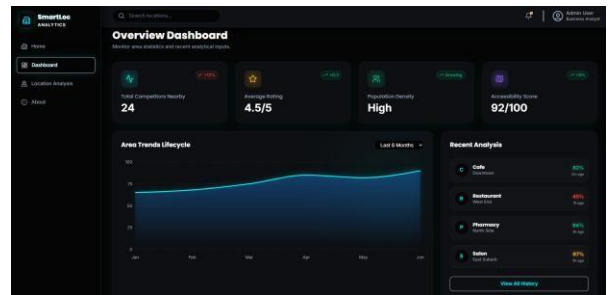 SmartLoc
ANALYTICS
Search locations...
Admin User
Business Analyst
Home
Dashboard
Location Analysis
About
Overview Dashboard
Monitor area statistics and recent analytical inputs.
+12%
Total Competitors Nearby
24
Average Rating
4.5/5
Growing
Population Density
High
Accessibility Score
92/100
Area Trends Lifecycle
Last 6 Months
100
75
50
25
0
Jan
Feb
Mar
Apr
May
Jun
Recent Analysis
C
Cafe
Downtown
92%
R
Restaurant
West End
45%
P
Pharmacy
North Side
S
Salon
East Suburb
View All History